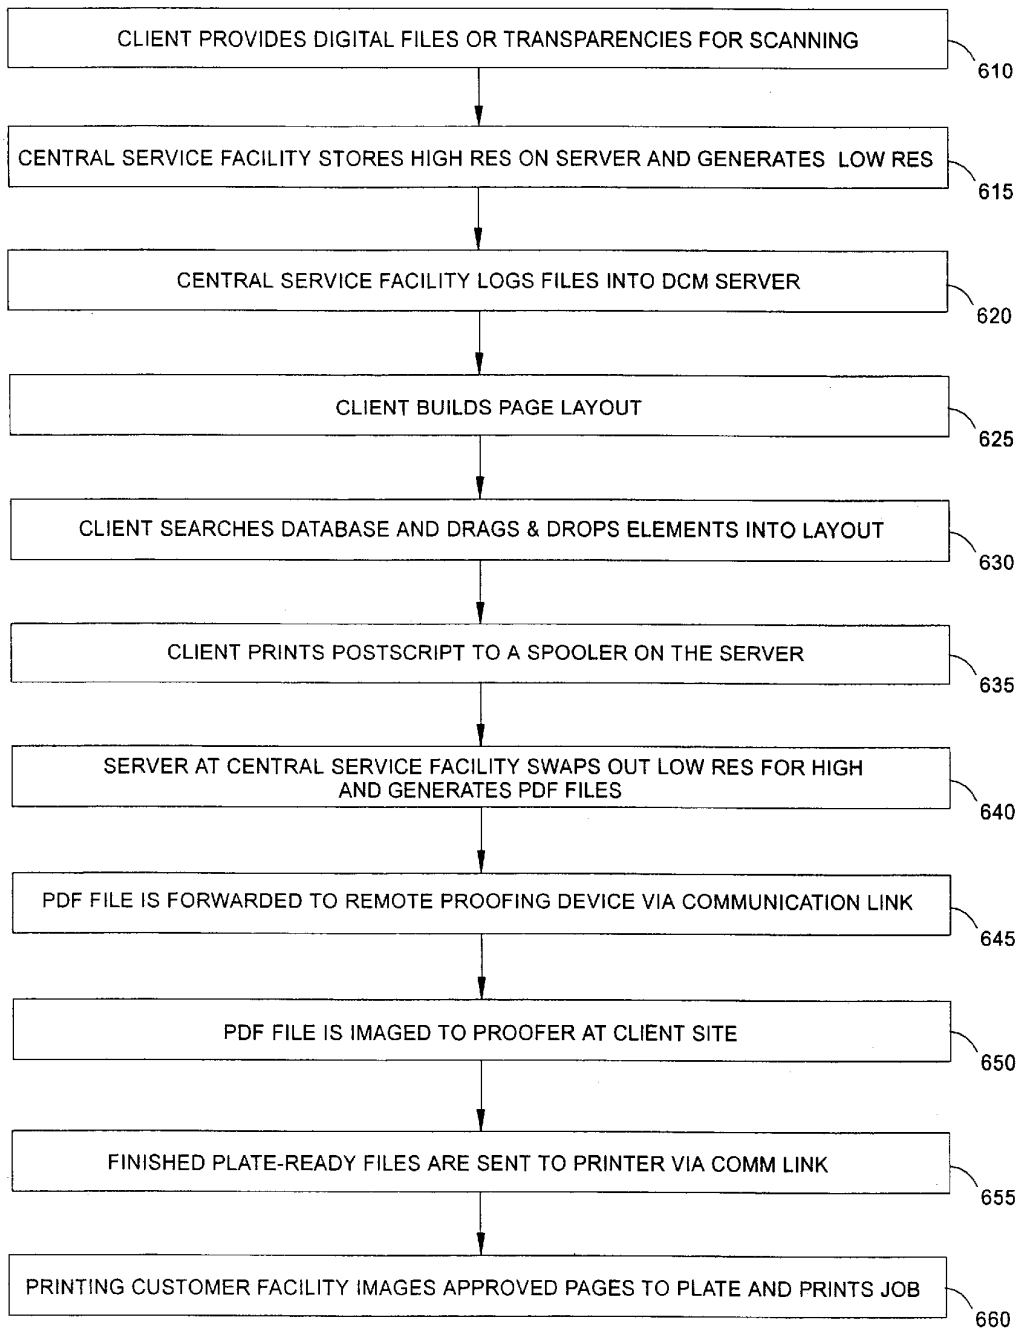 CLIENT PROVIDES DIGITAL FILES OR TRANSPARENCIES FOR SCANNING
610
CENTRAL SERVICE FACILITY STORES HIGH RES ON SERVER AND GENERATES LOW RES
615
CENTRAL SERVICE FACILITY LOGS FILES INTO DCM SERVER
620
CLIENT BUILDS PAGE LAYOUT
625
CLIENT SEARCHES DATABASE AND DRAGS & DROPS ELEMENTS INTO LAYOUT
630
CLIENT PRINTS POSTSCRIPT TO A SPOOLER ON THE SERVER
635
SERVER AT CENTRAL SERVICE FACILITY SWAPS OUT LOW RES FOR HIGH
AND GENERATES PDF FILES
640
PDF FILE IS FORWARDED TO REMOTE PROOFING DEVICE VIA COMMUNICATION LINK
645
PDF FILE IS IMAGED TO PROOFER AT CLIENT SITE
650
FINISHED PLATE-READY FILES ARE SENT TO PRINTER VIA COMM LINK
655
PRINTING CUSTOMER FACILITY IMAGES APPROVED PAGES TO PLATE AND PRINTS JOB
660